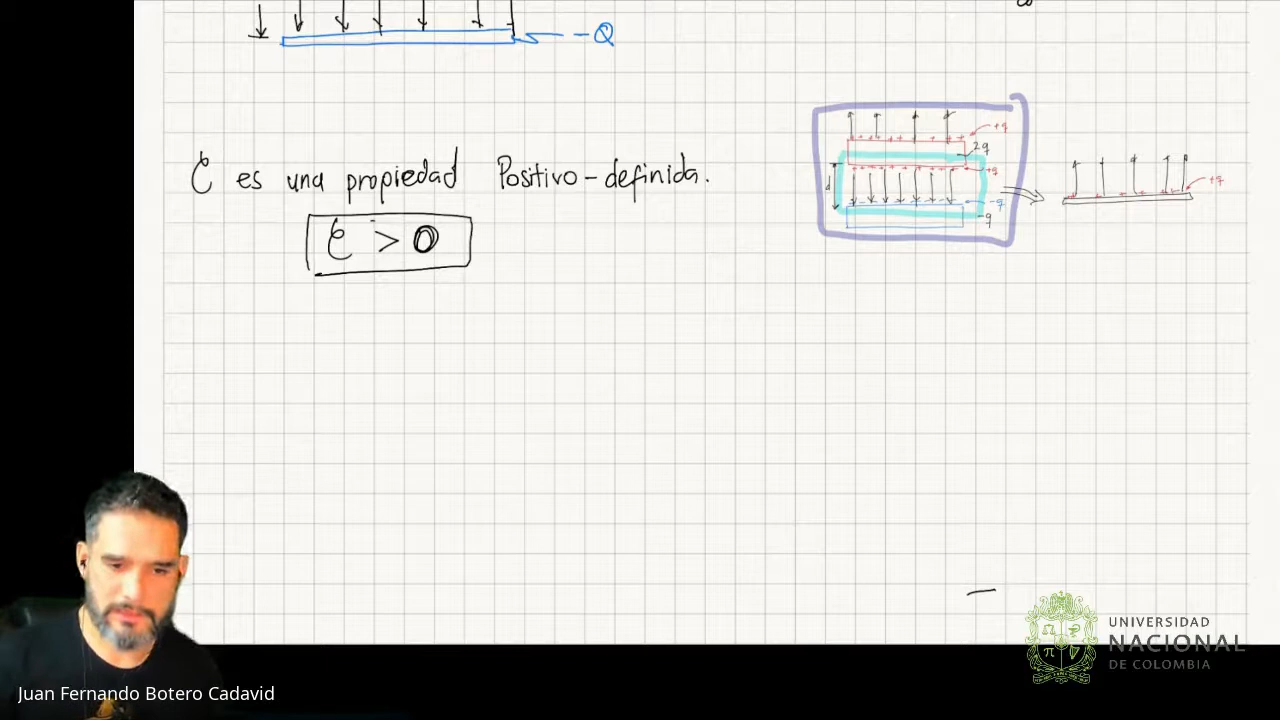 -Q
C es una propiedad Positivo-definida.
C > 0
+q
2q
+q
d
-q
-q
+q
UNIVERSIDAD
NACIONAL
DE COLOMBIA
Juan Fernando Botero Cadavid